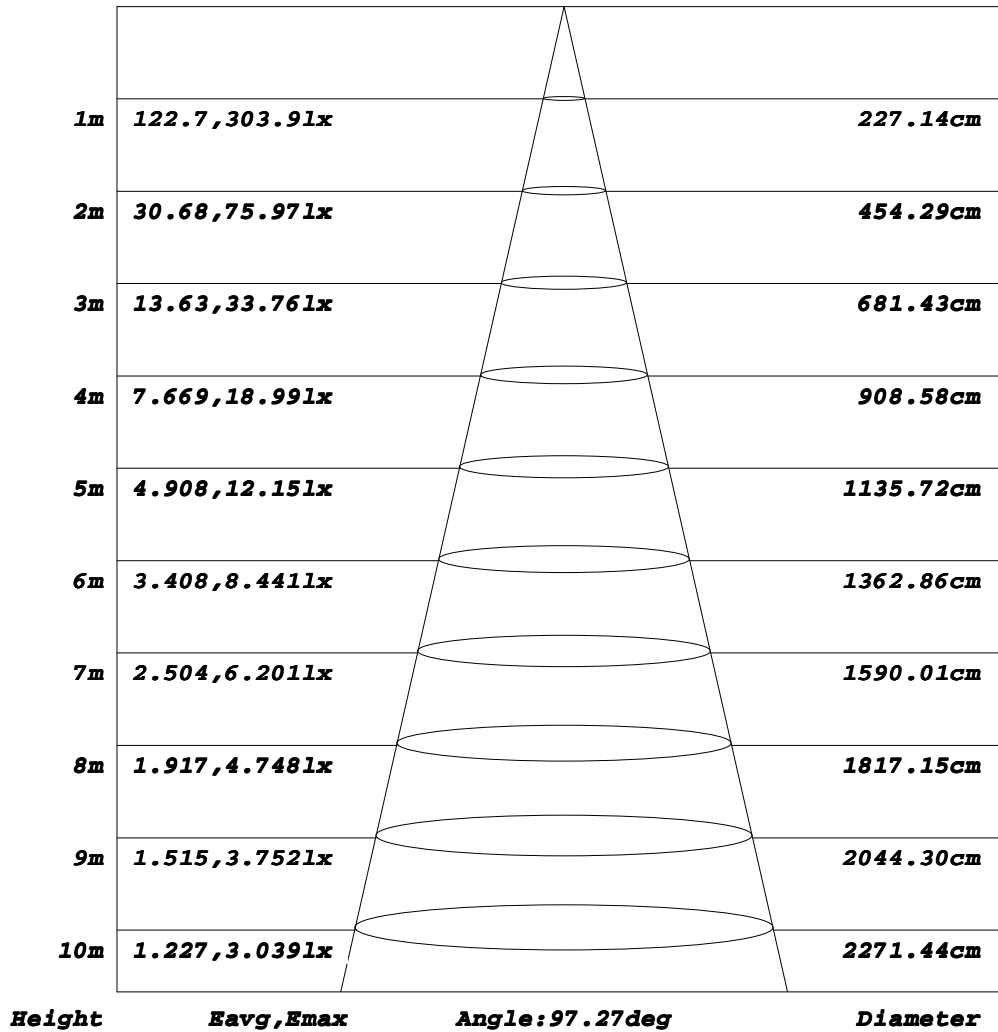 1m 122.7,303.9lx 227.14cm
2m 30.68,75.97lx 454.29cm
3m 13.63,33.76lx 681.43cm
4m 7.669,18.99lx 908.58cm
5m 4.908,12.15lx 1135.72cm
6m 3.408,8.441lx 1362.86cm
7m 2.504,6.201lx 1590.01cm
8m 1.917,4.748lx 1817.15cm
9m 1.515,3.752lx 2044.30cm
10m 1.227,3.039lx 2271.44cm
Height Eavg,Emax Angle:97.27deg Diameter